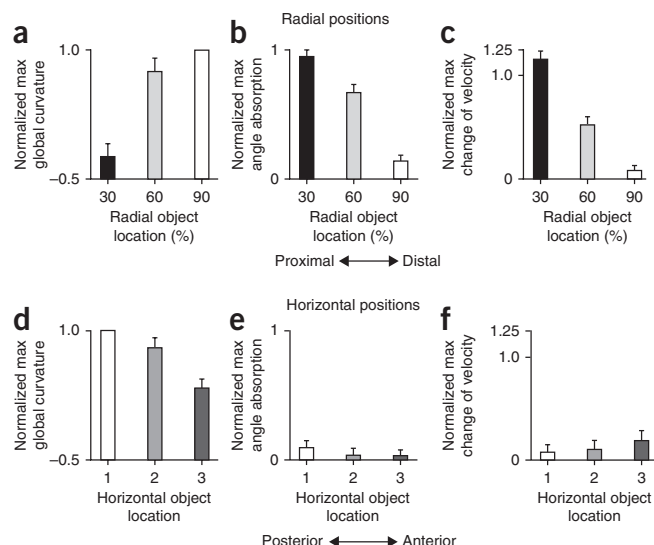 Radial positions
a
Normalized max
global curvature
1.0
–0.5
30 60 90
Radial object
location (%)
b
Normalized max
angle absorption
1
0
30 60 90
Radial object
location (%)
c
Normalized max
change of velocity
1.25
1.0
0
30 60 90
Radial object
location (%)
Proximal Distal
Horizontal positions
d
Normalized max
global curvature
1.0
–0.5
1 2 3
Horizontal object
location
e
Normalized max
angle absorption
1
0
1 2 3
Horizontal object
location
f
Normalized max
change of velocity
1.25
1.0
0
1 2 3
Horizontal object
location
Posterior Anterior